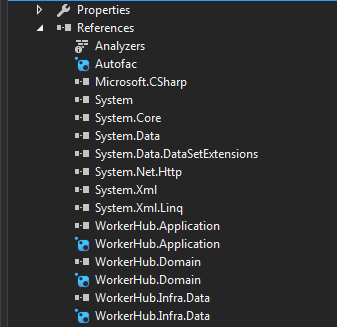 Properties
References
Analyzers
Autofac
Microsoft.CSharp
System
System.Core
System.Data
System.Data.DataSetExtensions
System.Net.Http
System.Xml
System.Xml.Linq
WorkerHub.Application
WorkerHub.Application
WorkerHub.Domain
WorkerHub.Domain
WorkerHub.Infra.Data
WorkerHub.Infra.Data